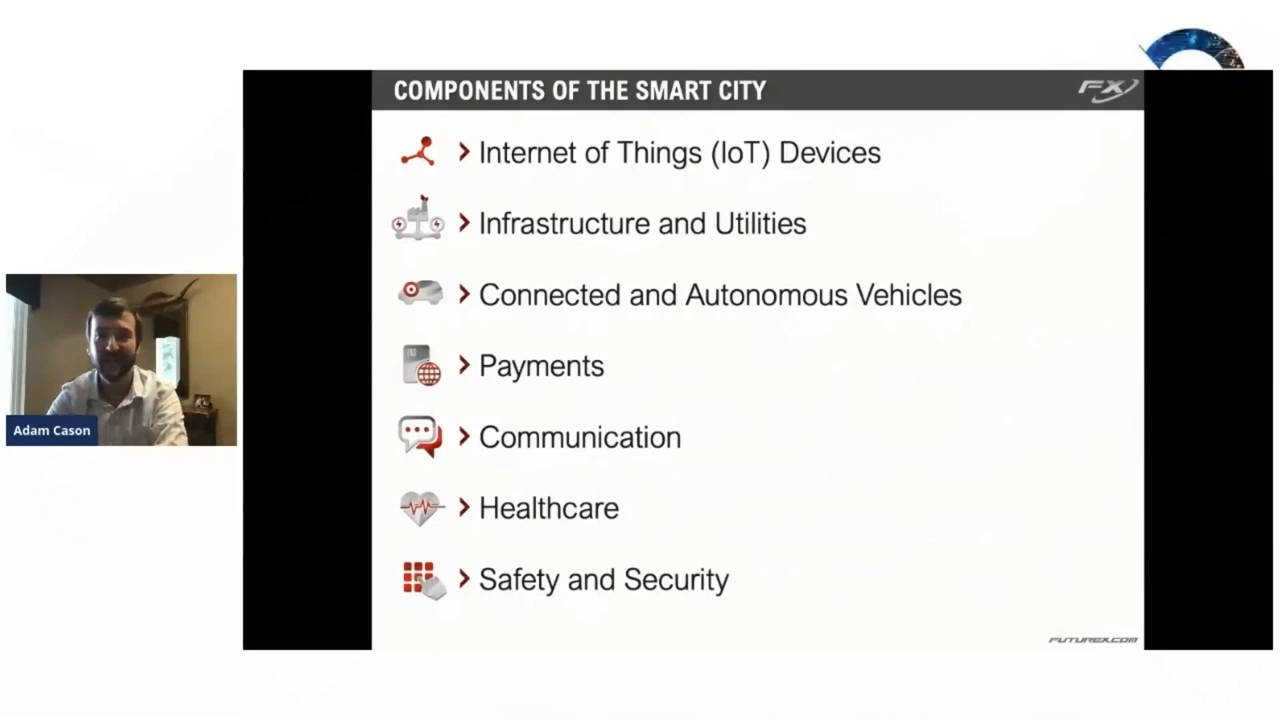 COMPONENTS OF THE SMART CITY
FX
Internet of Things (IoT) Devices
Infrastructure and Utilities
Connected and Autonomous Vehicles
Payments
Communication
Healthcare
Safety and Security
Adam Cason
FUTUREX.COM